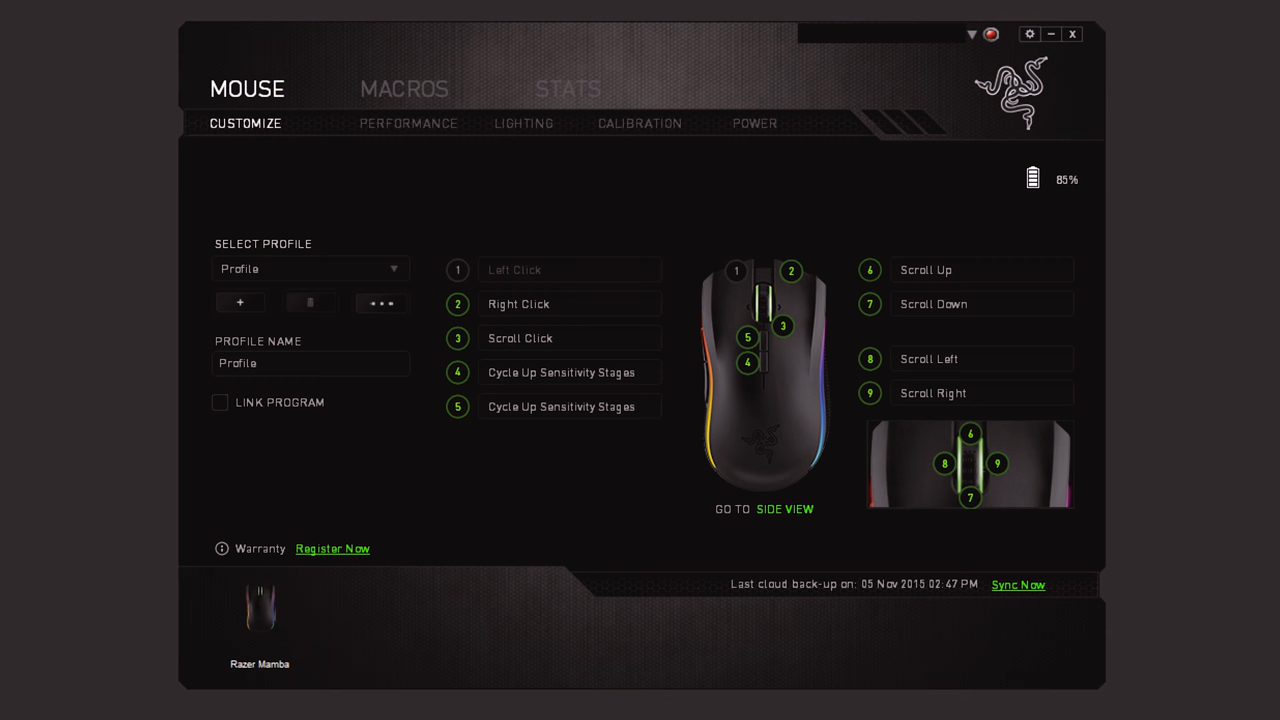 X
MOUSE
MACROS
STATS
CUSTOMIZE
PERFORMANCE
LIGHTING
CALIBRATION
POWER
85%
SELECT PROFILE
Profile
+
PROFILE NAME
Profile
LINK PROGRAM
1 Left Click
2 Right Click
3 Scroll Click
4 Cycle Up Sensitivity Stages
5 Cycle Up Sensitivity Stages
1
2
3
5
4
GO TO SIDE VIEW
6 Scroll Up
7 Scroll Down
8 Scroll Left
9 Scroll Right
6
8
9
7
Warranty Register Now
Last cloud back-up on: 05 Nov 2015 02:47 PM Sync Now
Razer Mamba